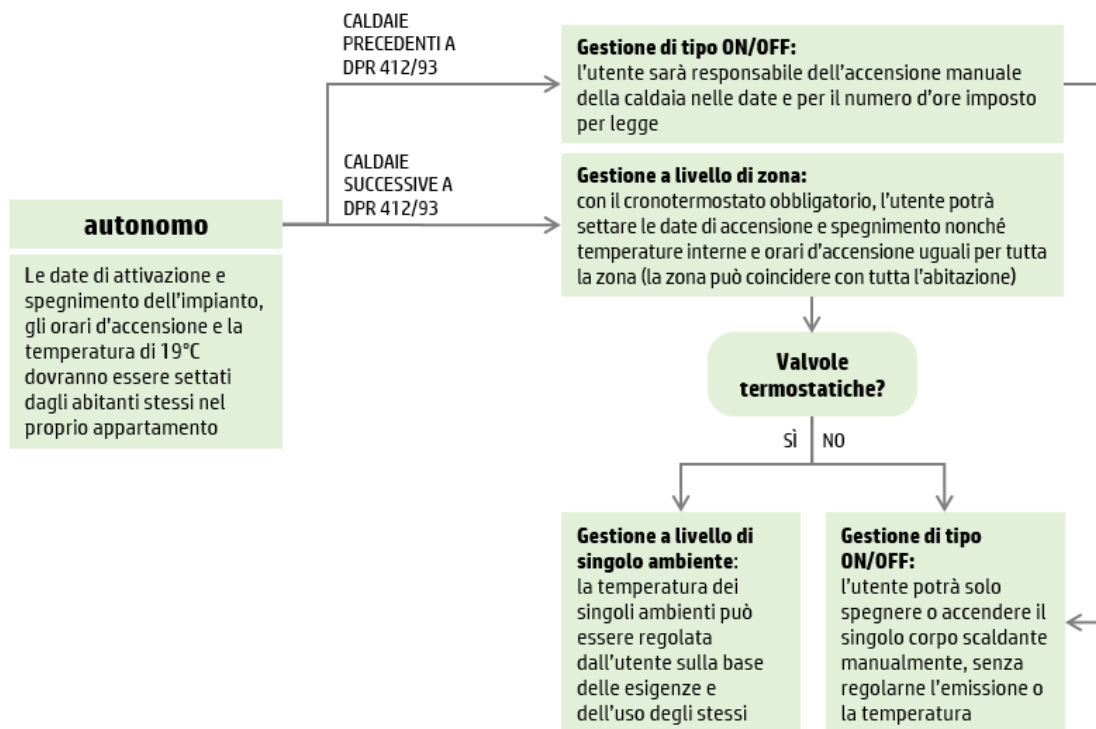 CALDAIE
PRECEDENTI A
DPR 412/93
Gestione di tipo ON/OFF:
l'utente sarà responsabile dell'accensione manuale
della caldaia nelle date e per il numero d'ore imposto
per legge
CALDAIE
SUCCESSIVE A
DPR 412/93
Gestione a livello di zona:
con il cronotermostato obbligatorio, l'utente potrà
settare le date di accensione e spegnimento nonché
temperature interne e orari d'accensione uguali per tutta
la zona (la zona può coincidere con tutta l'abitazione)
autonomo
Le date di attivazione e
spegnimento dell'impianto,
gli orari d'accensione e la
temperatura di 19°C
dovranno essere settati
dagli abitanti stessi nel
proprio appartamento
Valvole
termostatiche?
SÌ NO
Gestione a livello di
singolo ambiente:
la temperatura dei
singoli ambienti può
essere regolata
dall'utente sulla base
delle esigenze e
dell'uso degli stessi
Gestione di tipo
ON/OFF:
l'utente potrà solo
spegnere o accendere il
singolo corpo scaldante
manualmente, senza
regolarne l'emissione o
la temperatura